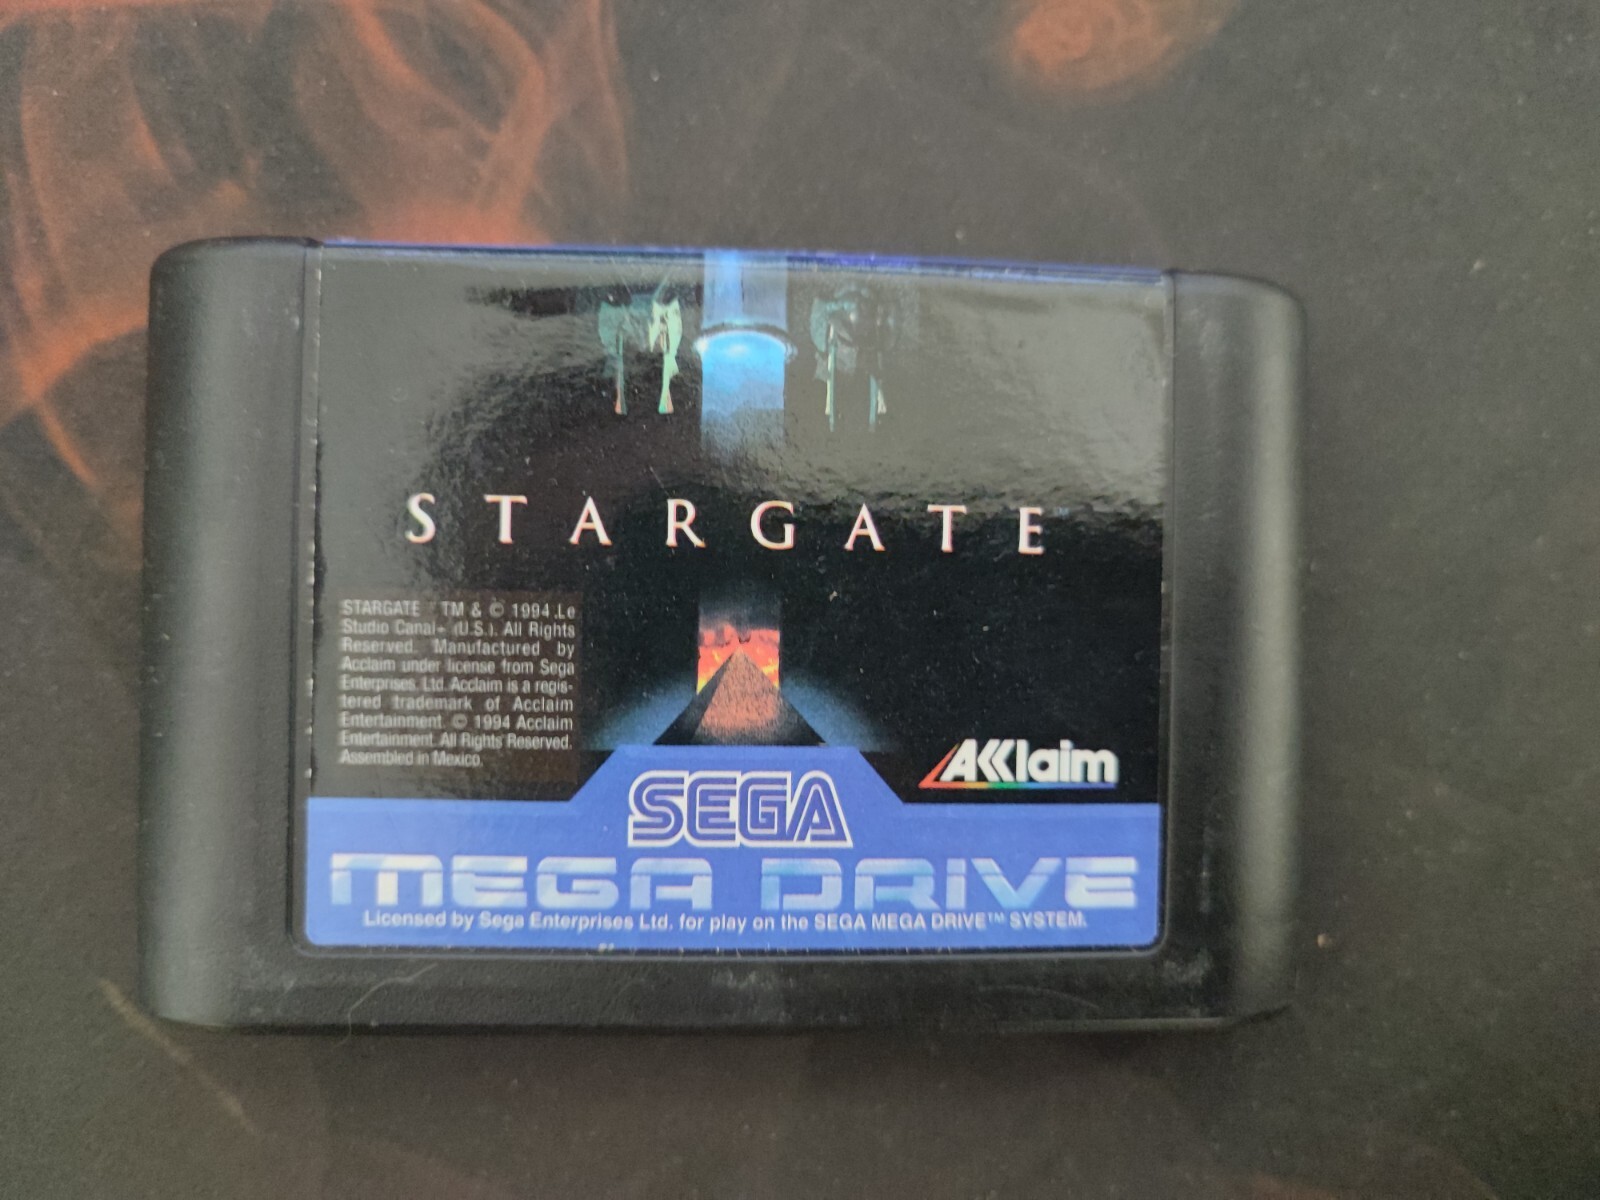 STARGATE™
STARGATE TM & © 1994 Le
Studio Canal+ (U.S.). All Rights
Reserved. Manufactured by
Acclaim under license from Sega
Enterprises. Ltd. Acclaim is a regis-
tered trademark of Acclaim
Entertainment. © 1994 Acclaim
Entertainment. All Rights Reserved.
Assembled in Mexico.
AKKlaim
SEGA
MEGA DRIVE
Licensed by Sega Enterprises Ltd. for play on the SEGA MEGA DRIVE™ SYSTEM.